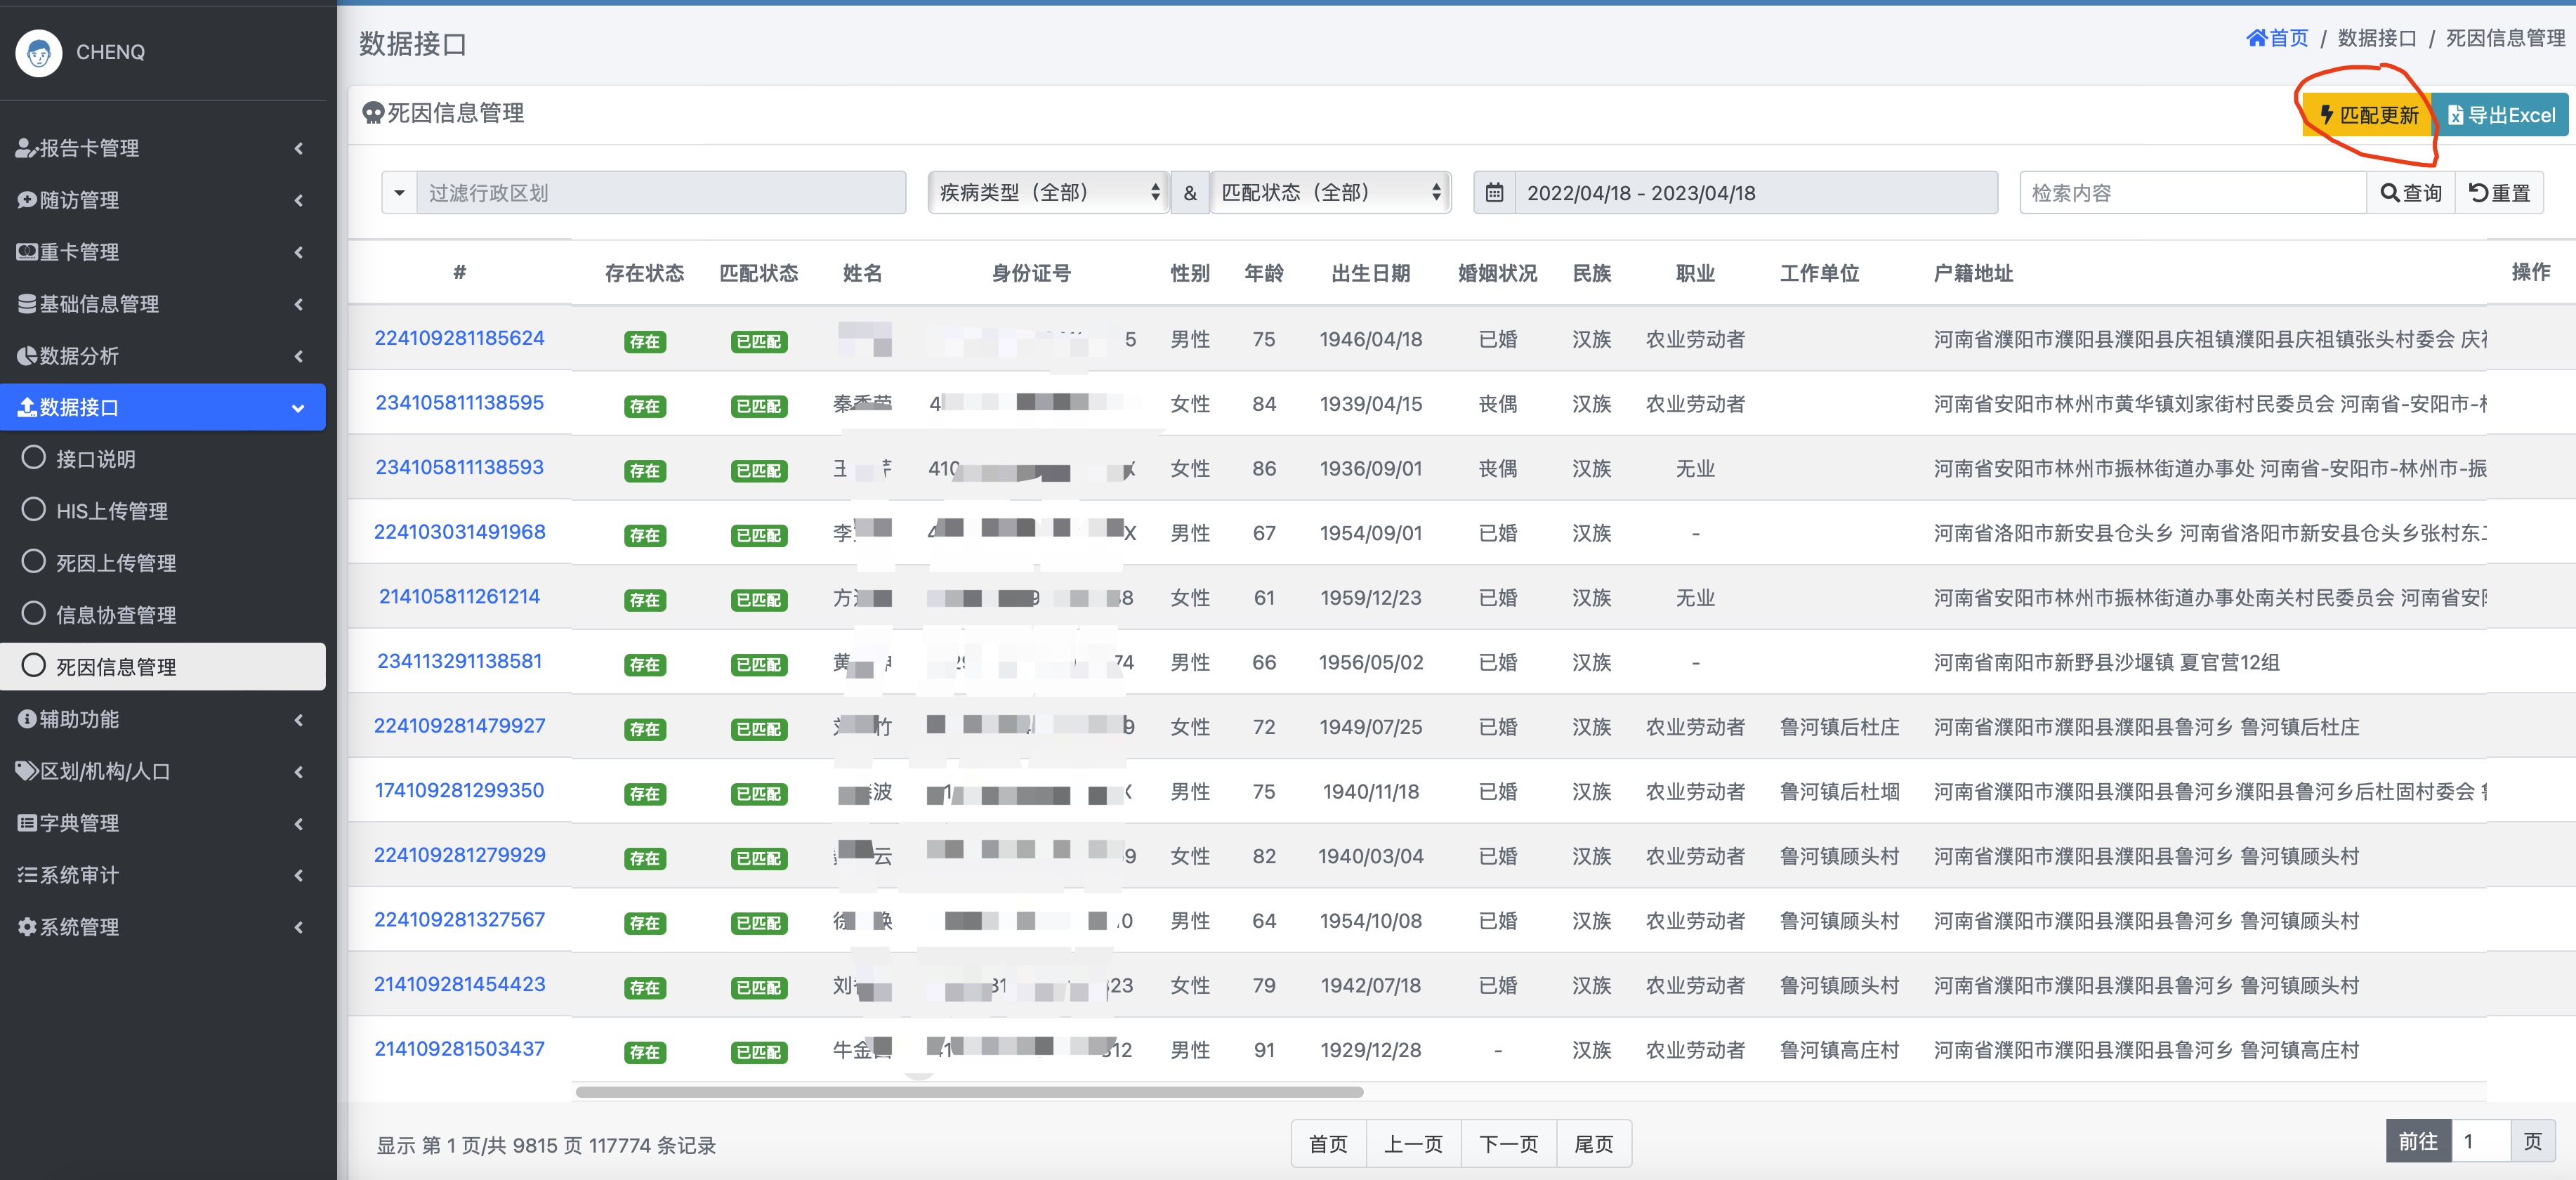 CHENQ
报告卡管理
随访管理
重卡管理
基础信息管理
数据分析
数据接口
接口说明
HIS上传管理
死因上传管理
信息协查管理
死因信息管理
辅助功能
区划/机构/人口
字典管理
系统审计
系统管理
数据接口
首页 / 数据接口 / 死因信息管理
死因信息管理
匹配更新 导出Excel
过滤行政区划 疾病类型（全部） & 匹配状态（全部） 2022/04/18 - 2023/04/18 检索内容 查询 重置
# 存在状态 匹配状态 姓名 身份证号 性别 年龄 出生日期 婚姻状况 民族 职业 工作单位 户籍地址 操作
224109281185624 存在 已匹配 5 男性 75 1946/04/18 已婚 汉族 农业劳动者 河南省濮阳市濮阳县濮阳县庆祖镇濮阳县庆祖镇张头村委会 庆
234105811138595 存在 已匹配 秦 4 女性 84 1939/04/15 丧偶 汉族 农业劳动者 河南省安阳市林州市黄华镇刘家街村民委员会 河南省-安阳市-
234105811138593 存在 已匹配 王 410 女性 86 1936/09/01 丧偶 汉族 无业 河南省安阳市林州市振林街道办事处 河南省-安阳市-林州市-振
224103031491968 存在 已匹配 李 X 男性 67 1954/09/01 已婚 汉族 - 河南省洛阳市新安县仓头乡 河南省洛阳市新安县仓头乡张村东
214105811261214 存在 已匹配 方 8 女性 61 1959/12/23 已婚 汉族 无业 河南省安阳市林州市振林街道办事处南关村民委员会 河南省安
234113291138581 存在 已匹配 黄 74 男性 66 1956/05/02 已婚 汉族 - 河南省南阳市新野县沙堰镇 夏官营12组
224109281479927 存在 已匹配 竹 9 女性 72 1949/07/25 已婚 汉族 农业劳动者 鲁河镇后杜庄 河南省濮阳市濮阳县濮阳县鲁河乡 鲁河镇后杜庄
174109281299350 存在 已匹配 波 男性 75 1940/11/18 已婚 汉族 农业劳动者 鲁河镇后杜堌 河南省濮阳市濮阳县濮阳县鲁河乡濮阳县鲁河乡后杜固村委会
224109281279929 存在 已匹配 云 9 女性 82 1940/03/04 已婚 汉族 农业劳动者 鲁河镇顾头村 河南省濮阳市濮阳县濮阳县鲁河乡 鲁河镇顾头村
224109281327567 存在 已匹配 0 男性 64 1954/10/08 已婚 汉族 农业劳动者 鲁河镇顾头村 河南省濮阳市濮阳县濮阳县鲁河乡 鲁河镇顾头村
214109281454423 存在 已匹配 刘 23 女性 79 1942/07/18 已婚 汉族 农业劳动者 鲁河镇顾头村 河南省濮阳市濮阳县濮阳县鲁河乡 鲁河镇顾头村
214109281503437 存在 已匹配 牛金 12 男性 91 1929/12/28 - 汉族 农业劳动者 鲁河镇高庄村 河南省濮阳市濮阳县濮阳县鲁河乡 鲁河镇高庄村
显示 第 1 页/共 9815 页 117774 条记录 首页 上一页 下一页 尾页 前往 1 页